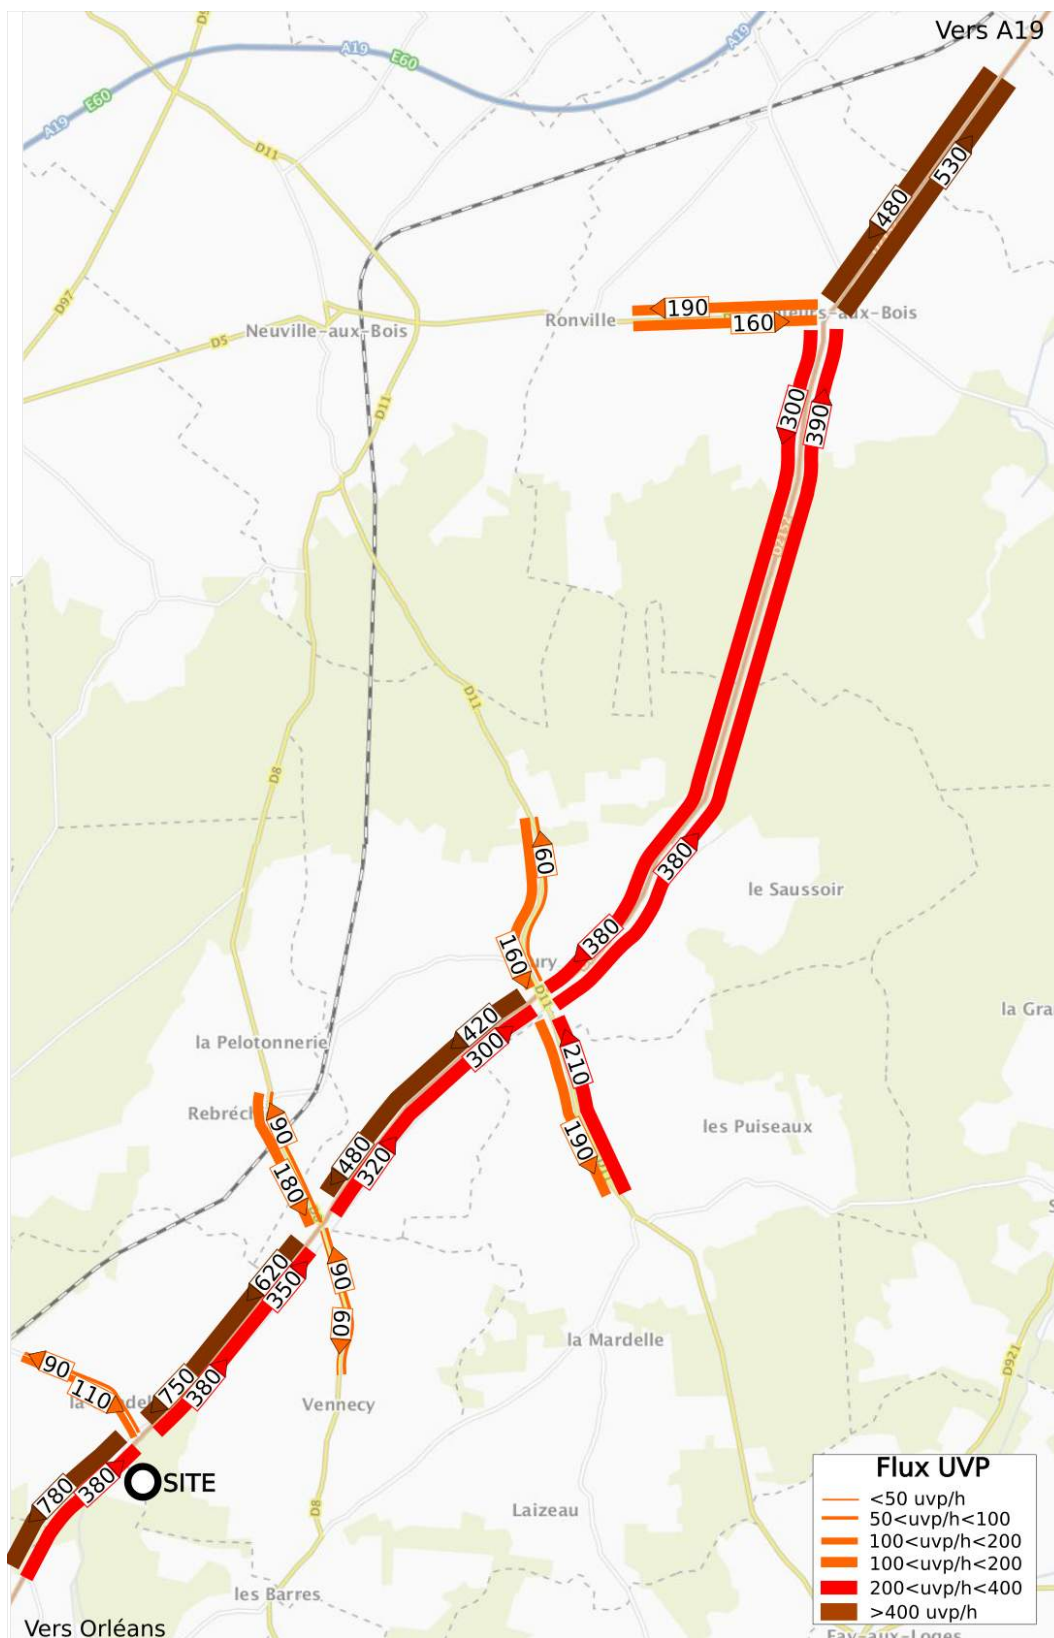 Vers A19
A19
A19
E60
A19
E60
D11
530
480
D97
190
Ronville
160
Neuville-aux-Bois
D5
300
390
D11
D11
D8
60
380
le Saussoir
380
160
D11
420
300
la Gra
la Pelotonnerie
210
Rebréc
90
480
320
190
les Puiseaux
180
620
350
90
60
la Mardelle
D921
90
110
750
380
Vennecy
780
380
SITE
D8
Laizeau
les Barres
Vers Orléans
Flux UVP
<50 uvp/h
50<uvp/h<100
100<uvp/h<200
100<uvp/h<200
200<uvp/h<400
>400 uvp/h
Fay-aux-Loges